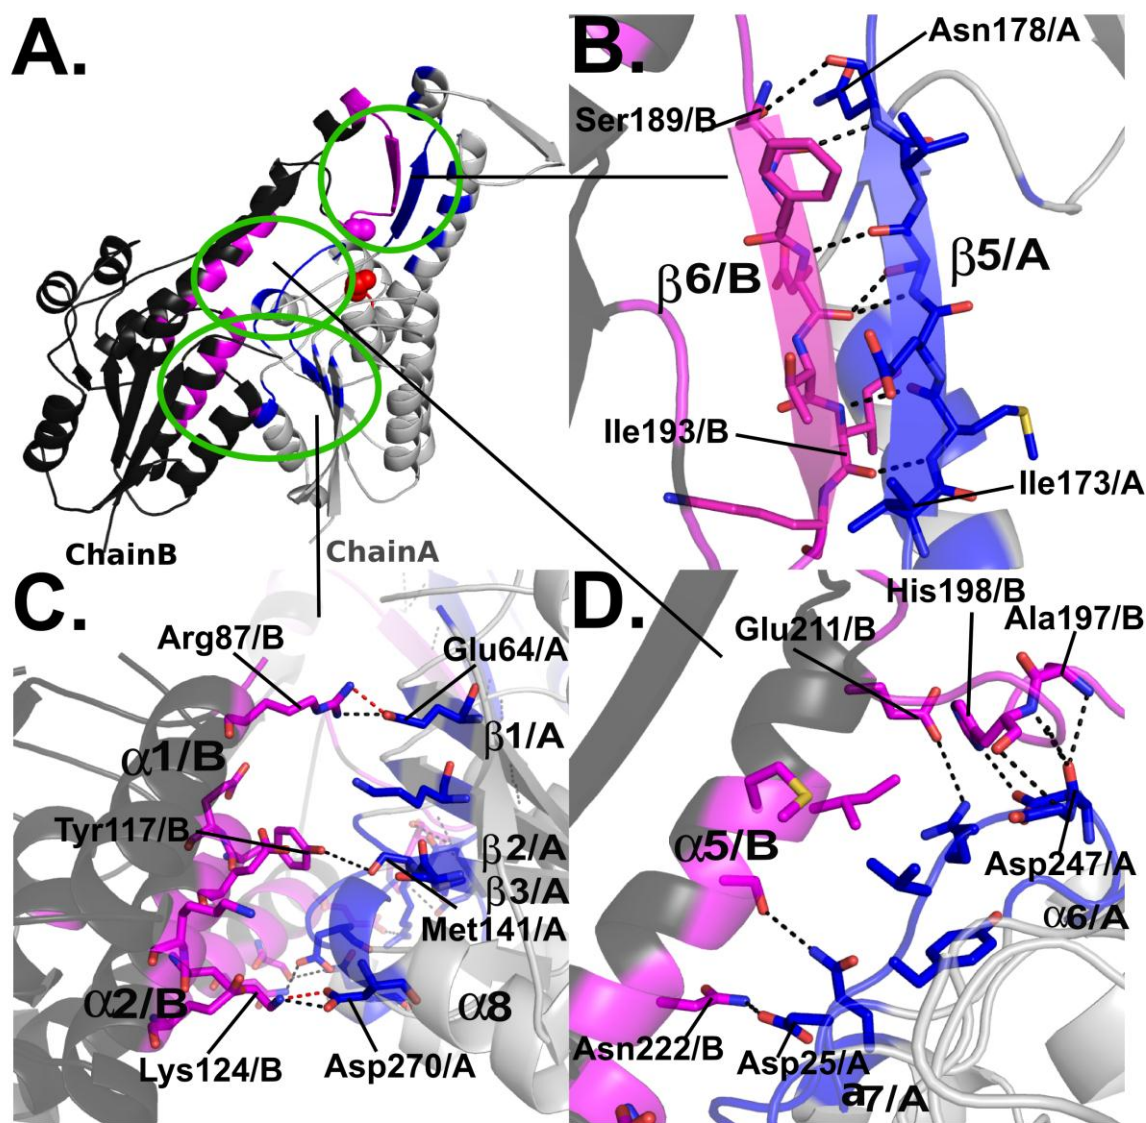 A.
ChainB
ChainA
B.
Asn178/A
Ser189/B
β6/B
β5/A
Ile193/B
Ile173/A
C.
Arg87/B
Glu64/A
α1/B
β1/A
Tyr117/B
β2/A
β3/A
Met141/A
α2/B
α8
Lys124/B
Asp270/A
D.
His198/B
Glu211/B
Ala197/B
α5/B
Asp247/A
α6/A
Asn222/B
Asp25/A
a7/A